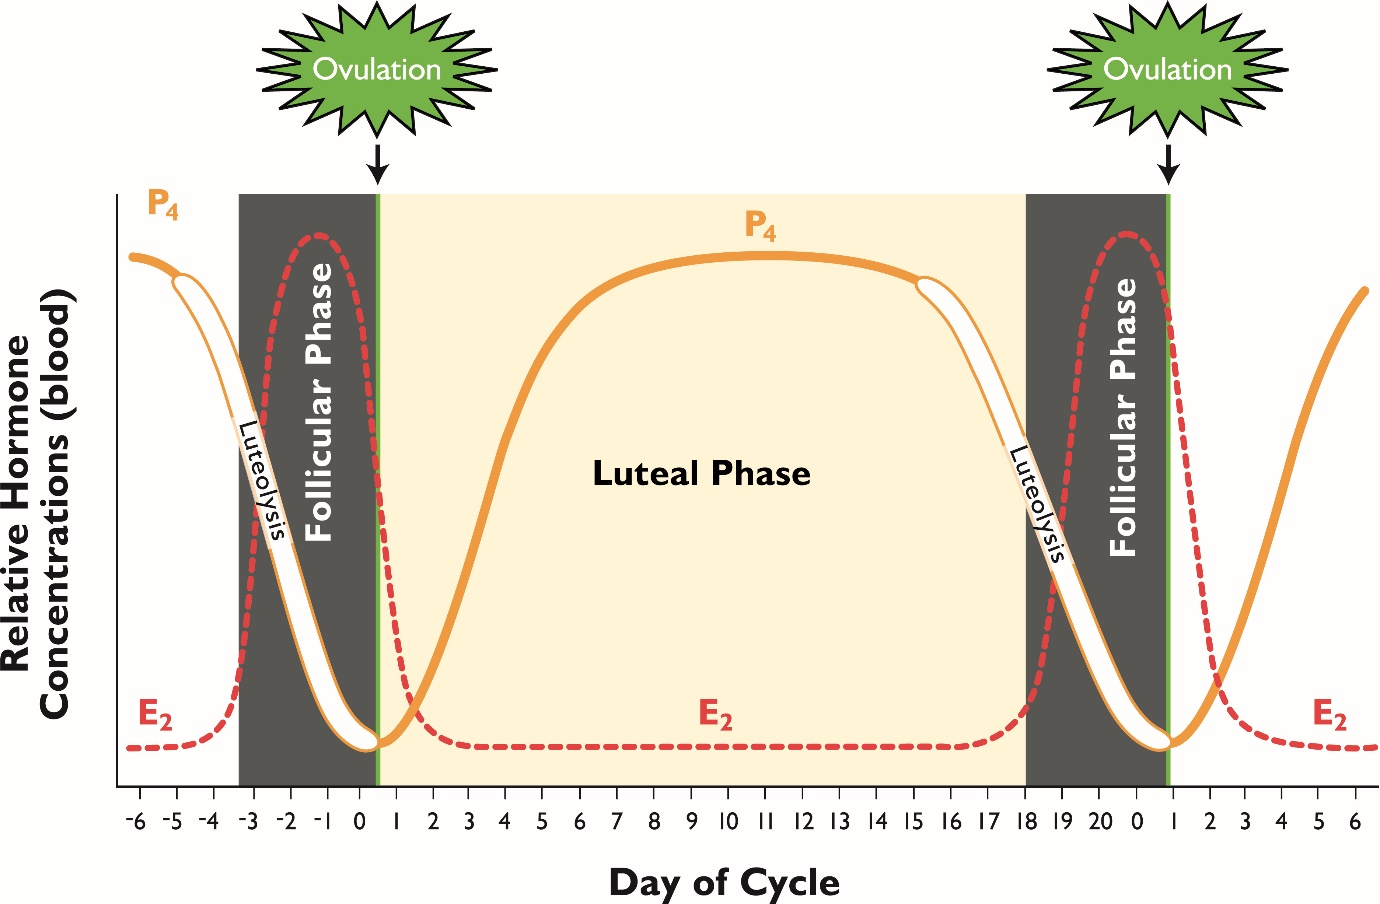 Ovulation
Ovulation
P4
P4
Follicular Phase
Follicular Phase
Luteolysis
Luteolysis
Luteal Phase
E2
E2
E2
Relative Hormone
Concentrations (blood)
-6 -5 -4 -3 -2 -1 0 1 2 3 4 5 6 7 8 9 10 11 12 13 14 15 16 17 18 19 20 0 1 2 3 4 5 6
Day of Cycle